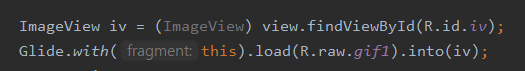 ImageView iv = (ImageView) view.findViewById(R.id.iv);
Glide.with( fragment: this).load(R.raw.gif1).into(iv);